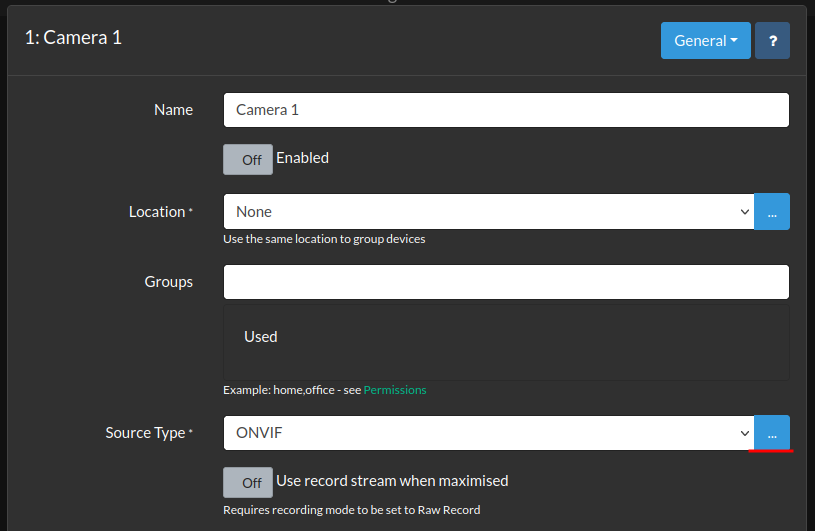 1: Camera 1
General
?
Name
Camera 1
Off
Enabled
Location *
None
...
Use the same location to group devices
Groups
Used
Example: home,office - see Permissions
Source Type *
ONVIF
...
Off
Use record stream when maximised
Requires recording mode to be set to Raw Record